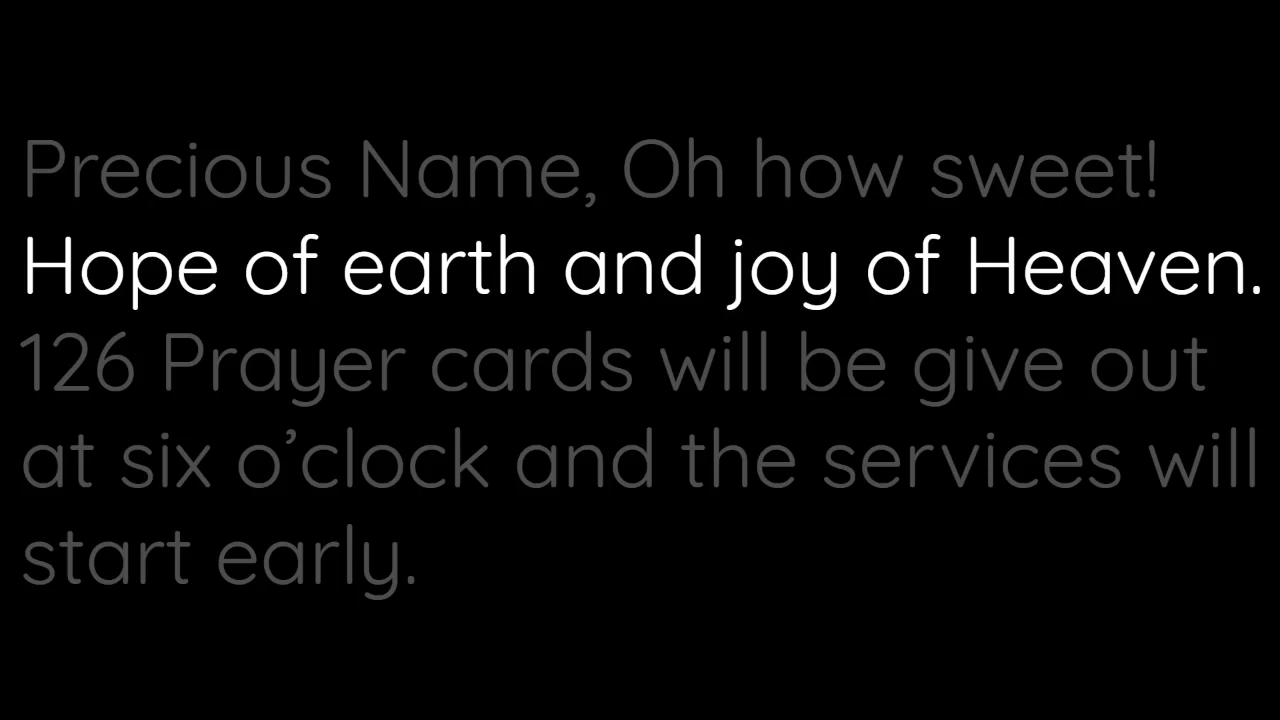 Precious Name, Oh how sweet!
Hope of earth and joy of Heaven.
126 Prayer cards will be give out
at six o’clock and the services will
start early.